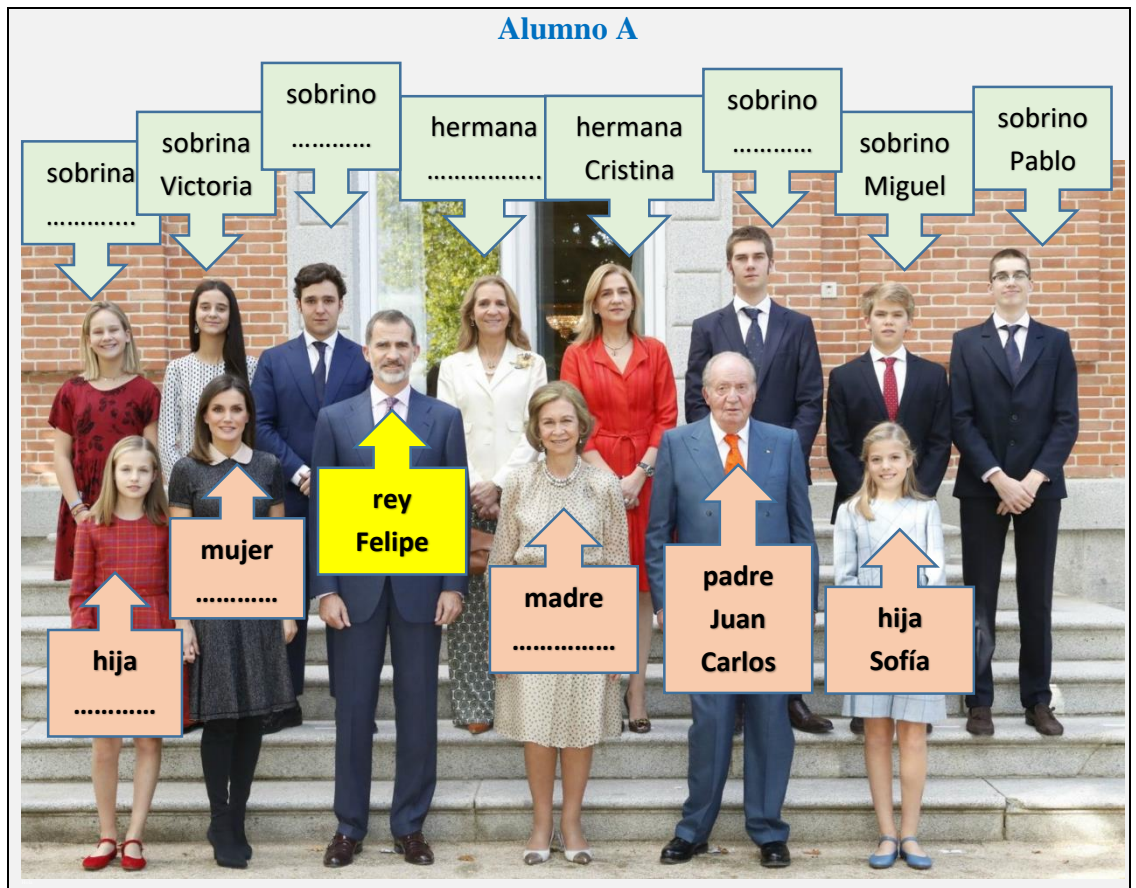 Alumno A
sobrina
………….
sobrina
Victoria
sobrino
…………
hermana
……………..
hermana
Cristina
sobrino
…………
sobrino
Miguel
sobrino
Pablo
hija
…………
mujer
…………
rey
Felipe
madre
……………
padre
Juan
Carlos
hija
Sofía